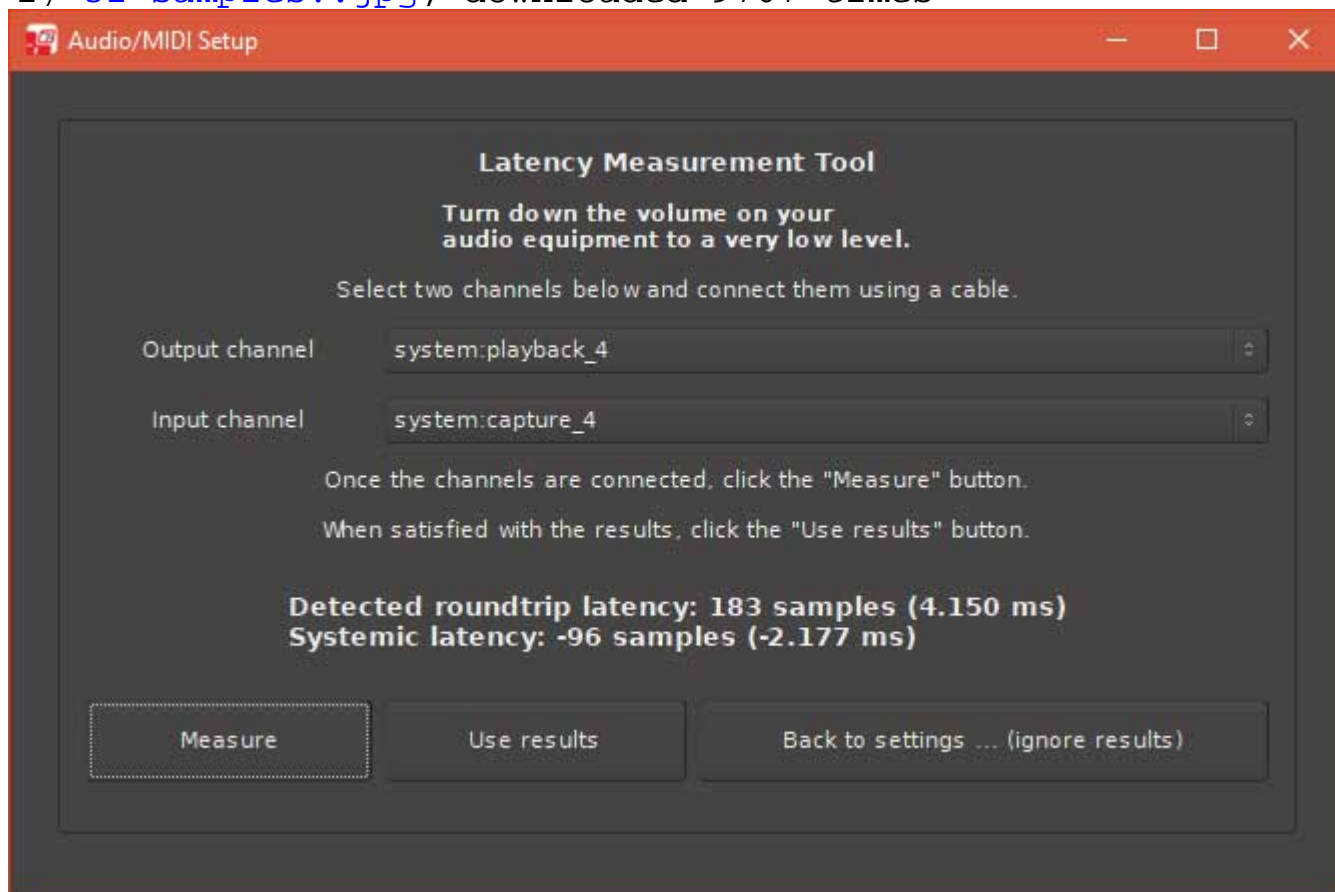 Audio/MIDI Setup
Latency Measurement Tool
Turn down the volume on your
audio equipment to a very low level.
Select two channels below and connect them using a cable.
Output channel system:playback_4
Input channel system:capture_4
Once the channels are connected, click the "Measure" button.
When satisfied with the results, click the "Use results" button.
Detected roundtrip latency: 183 samples (4.150 ms)
Systemic latency: -96 samples (-2.177 ms)
Measure Use results Back to settings ... (ignore results)